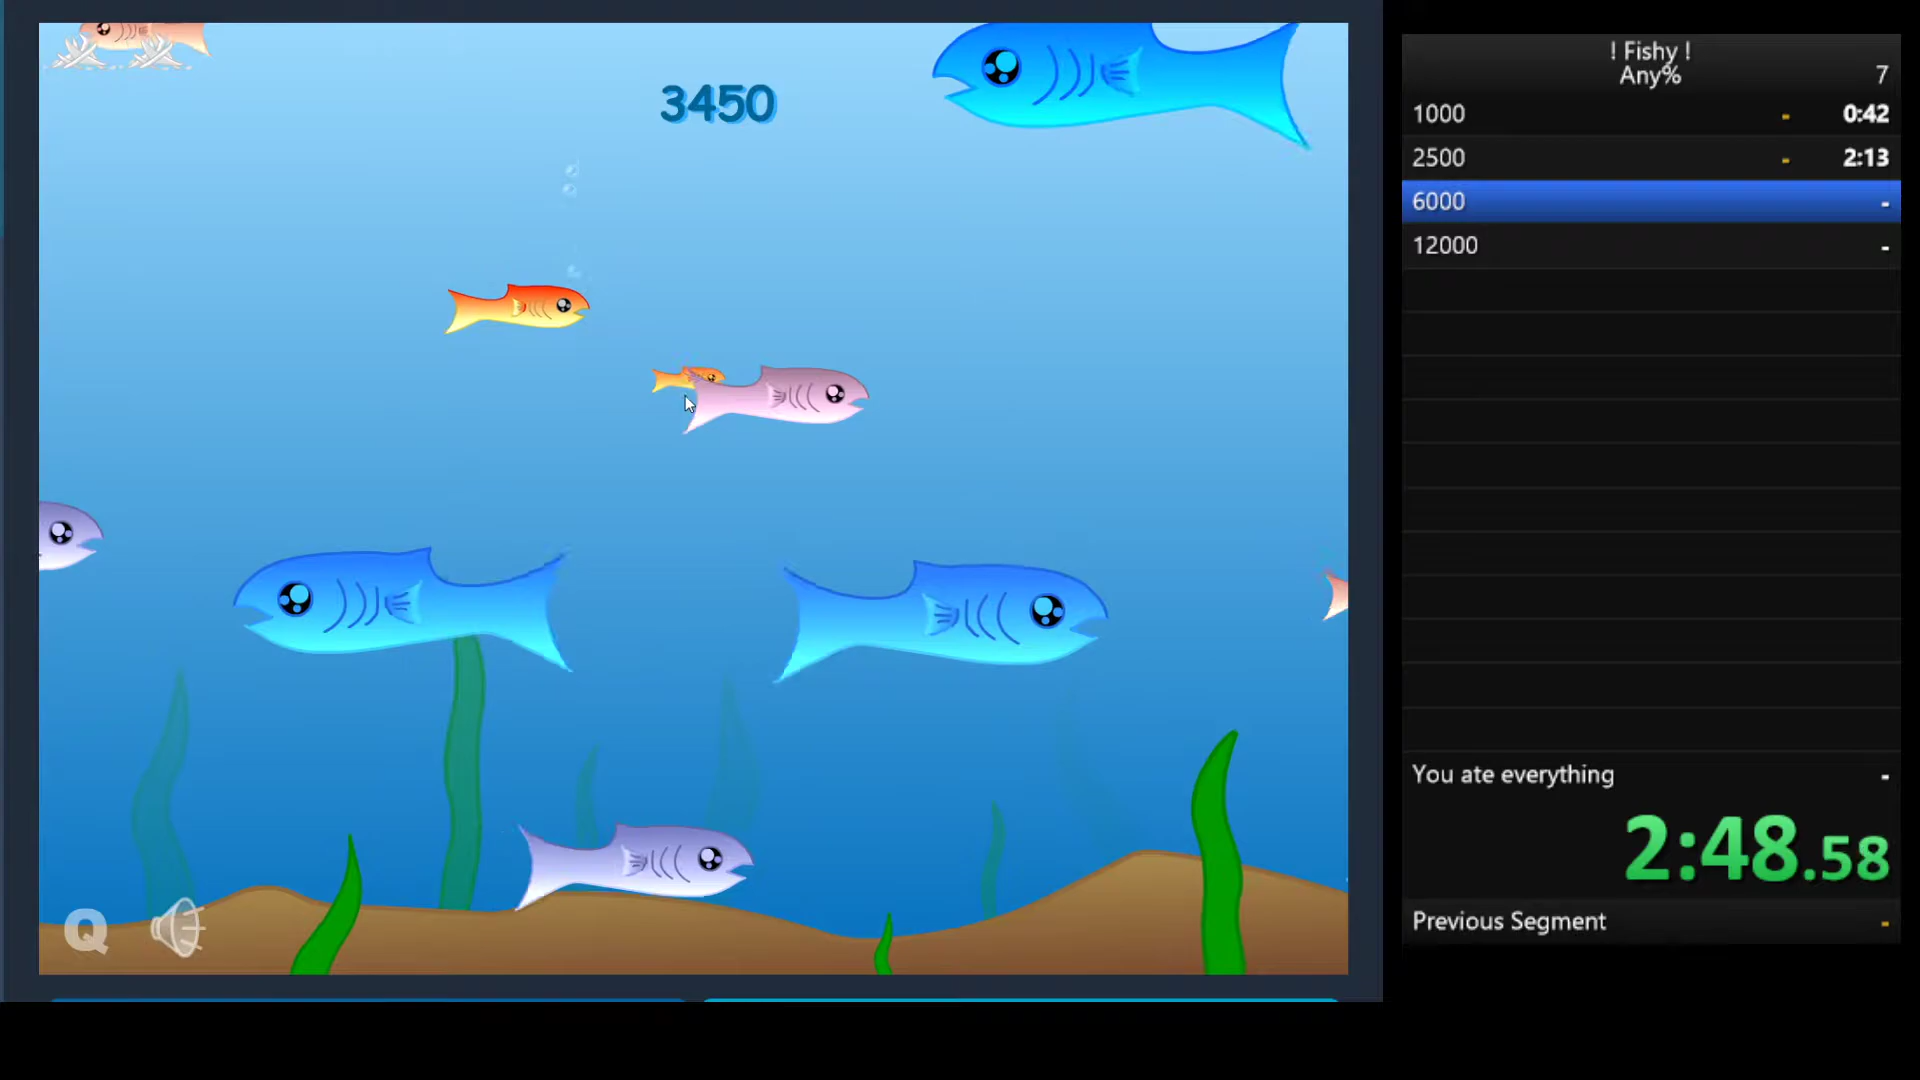 3450
Q
! Fishy !
Any% 7
1000 - 0:42
2500 - 2:13
6000 -
12000 -
You ate everything -
2:48.58
Previous Segment -